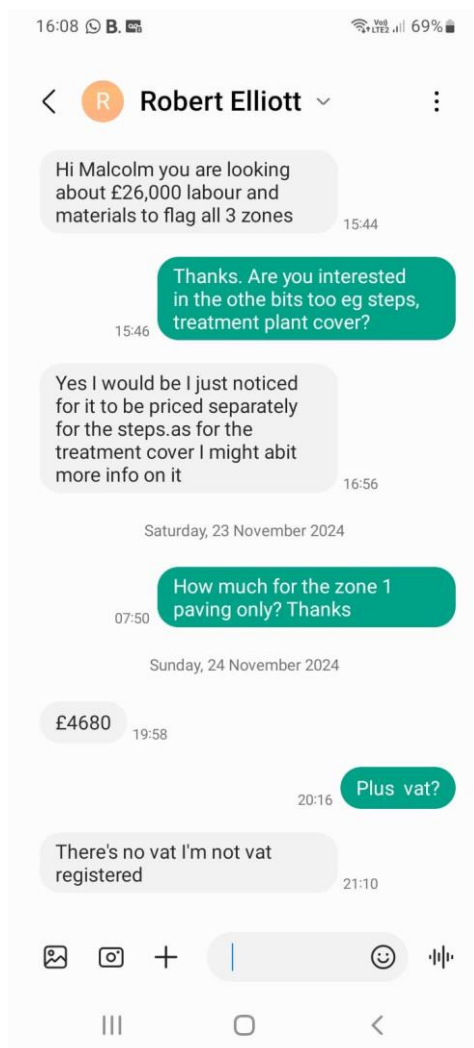 16:08 B. 69%
R Robert Elliott
Hi Malcolm you are looking
about £26,000 labour and
materials to flag all 3 zones
15:44
Thanks. Are you interested
in the othe bits too eg steps,
treatment plant cover?
15:46
Yes I would be I just noticed
for it to be priced separately
for the steps.as for the
treatment cover I might abit
more info on it
16:56
Saturday, 23 November 2024
How much for the zone 1
paving only? Thanks
07:50
Sunday, 24 November 2024
£4680
19:58
Plus vat?
20:16
There's no vat I'm not vat
registered
21:10